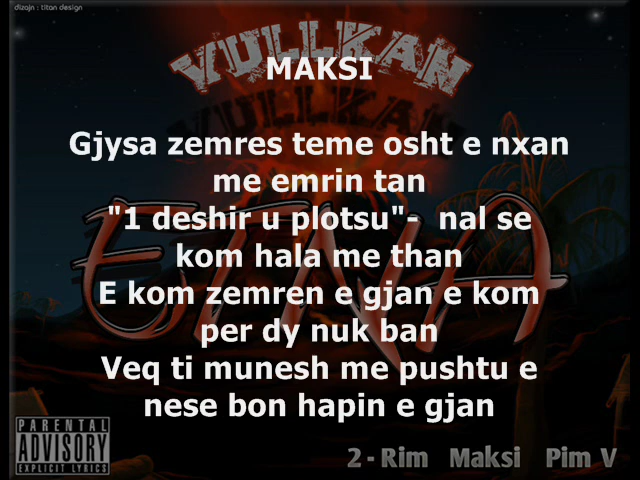 dizajn : titan design
VULLKAN
MAKSI
Gjysa zemres teme osht e nxan
me emrin tan
"1 deshir u plotsu"-  nal se
kom hala me than
E kom zemren e gjan e kom
per dy nuk ban
Veq ti munesh me pushtu e
nese bon hapin e gjan
ETNA
PARENTAL
ADVISORY
EXPLICIT LYRICS
2 - Rim   Maksi   Pim V